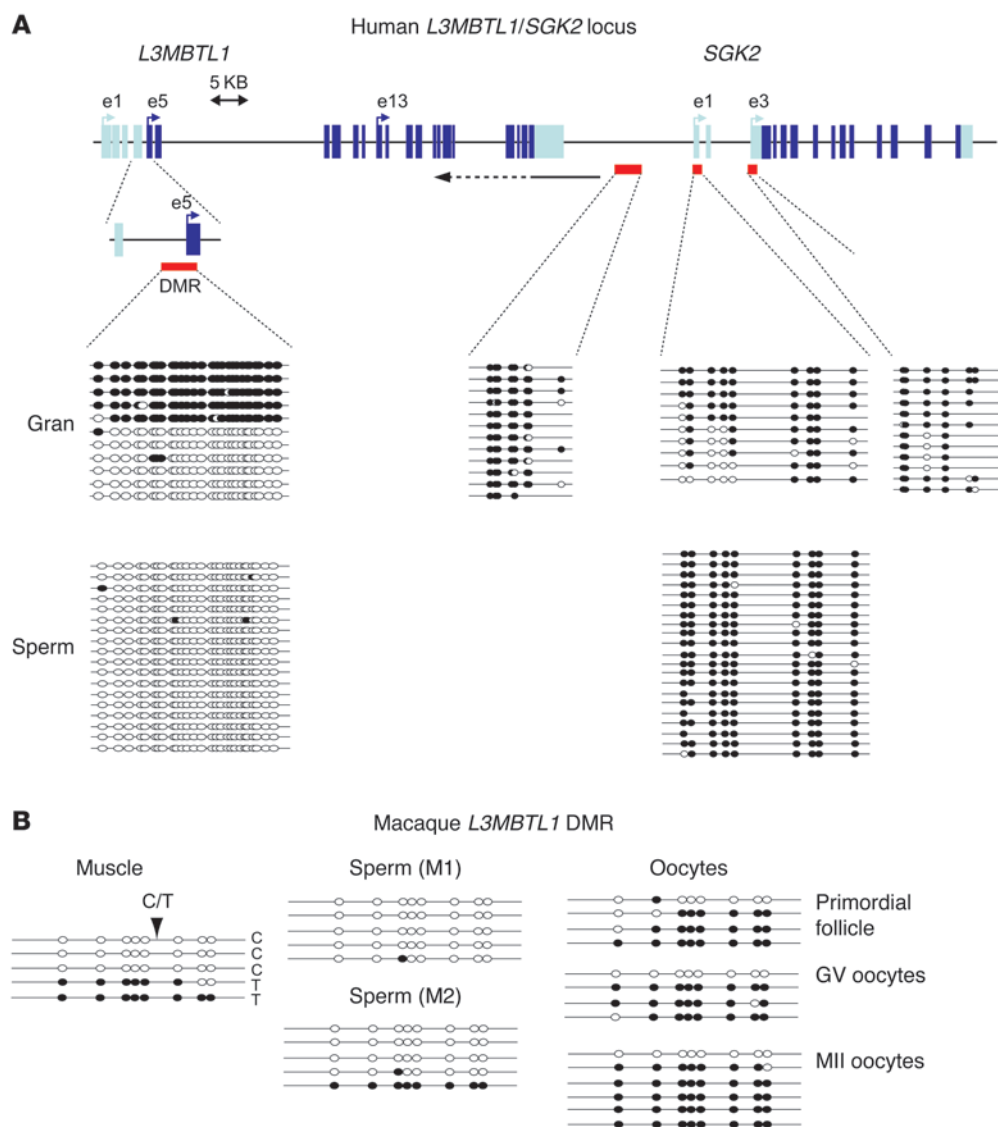 A
Human L3MBTL1/SGK2 locus
L3MBTL1
SGK2
5 KB
e1
e5
e13
e1
e3
e5
DMR
Gran
Sperm
B
Macaque L3MBTL1 DMR
Muscle
Sperm (M1)
Oocytes
C/T
C
C
C
T
T
Sperm (M2)
Primordial
follicle
GV oocytes
MII oocytes